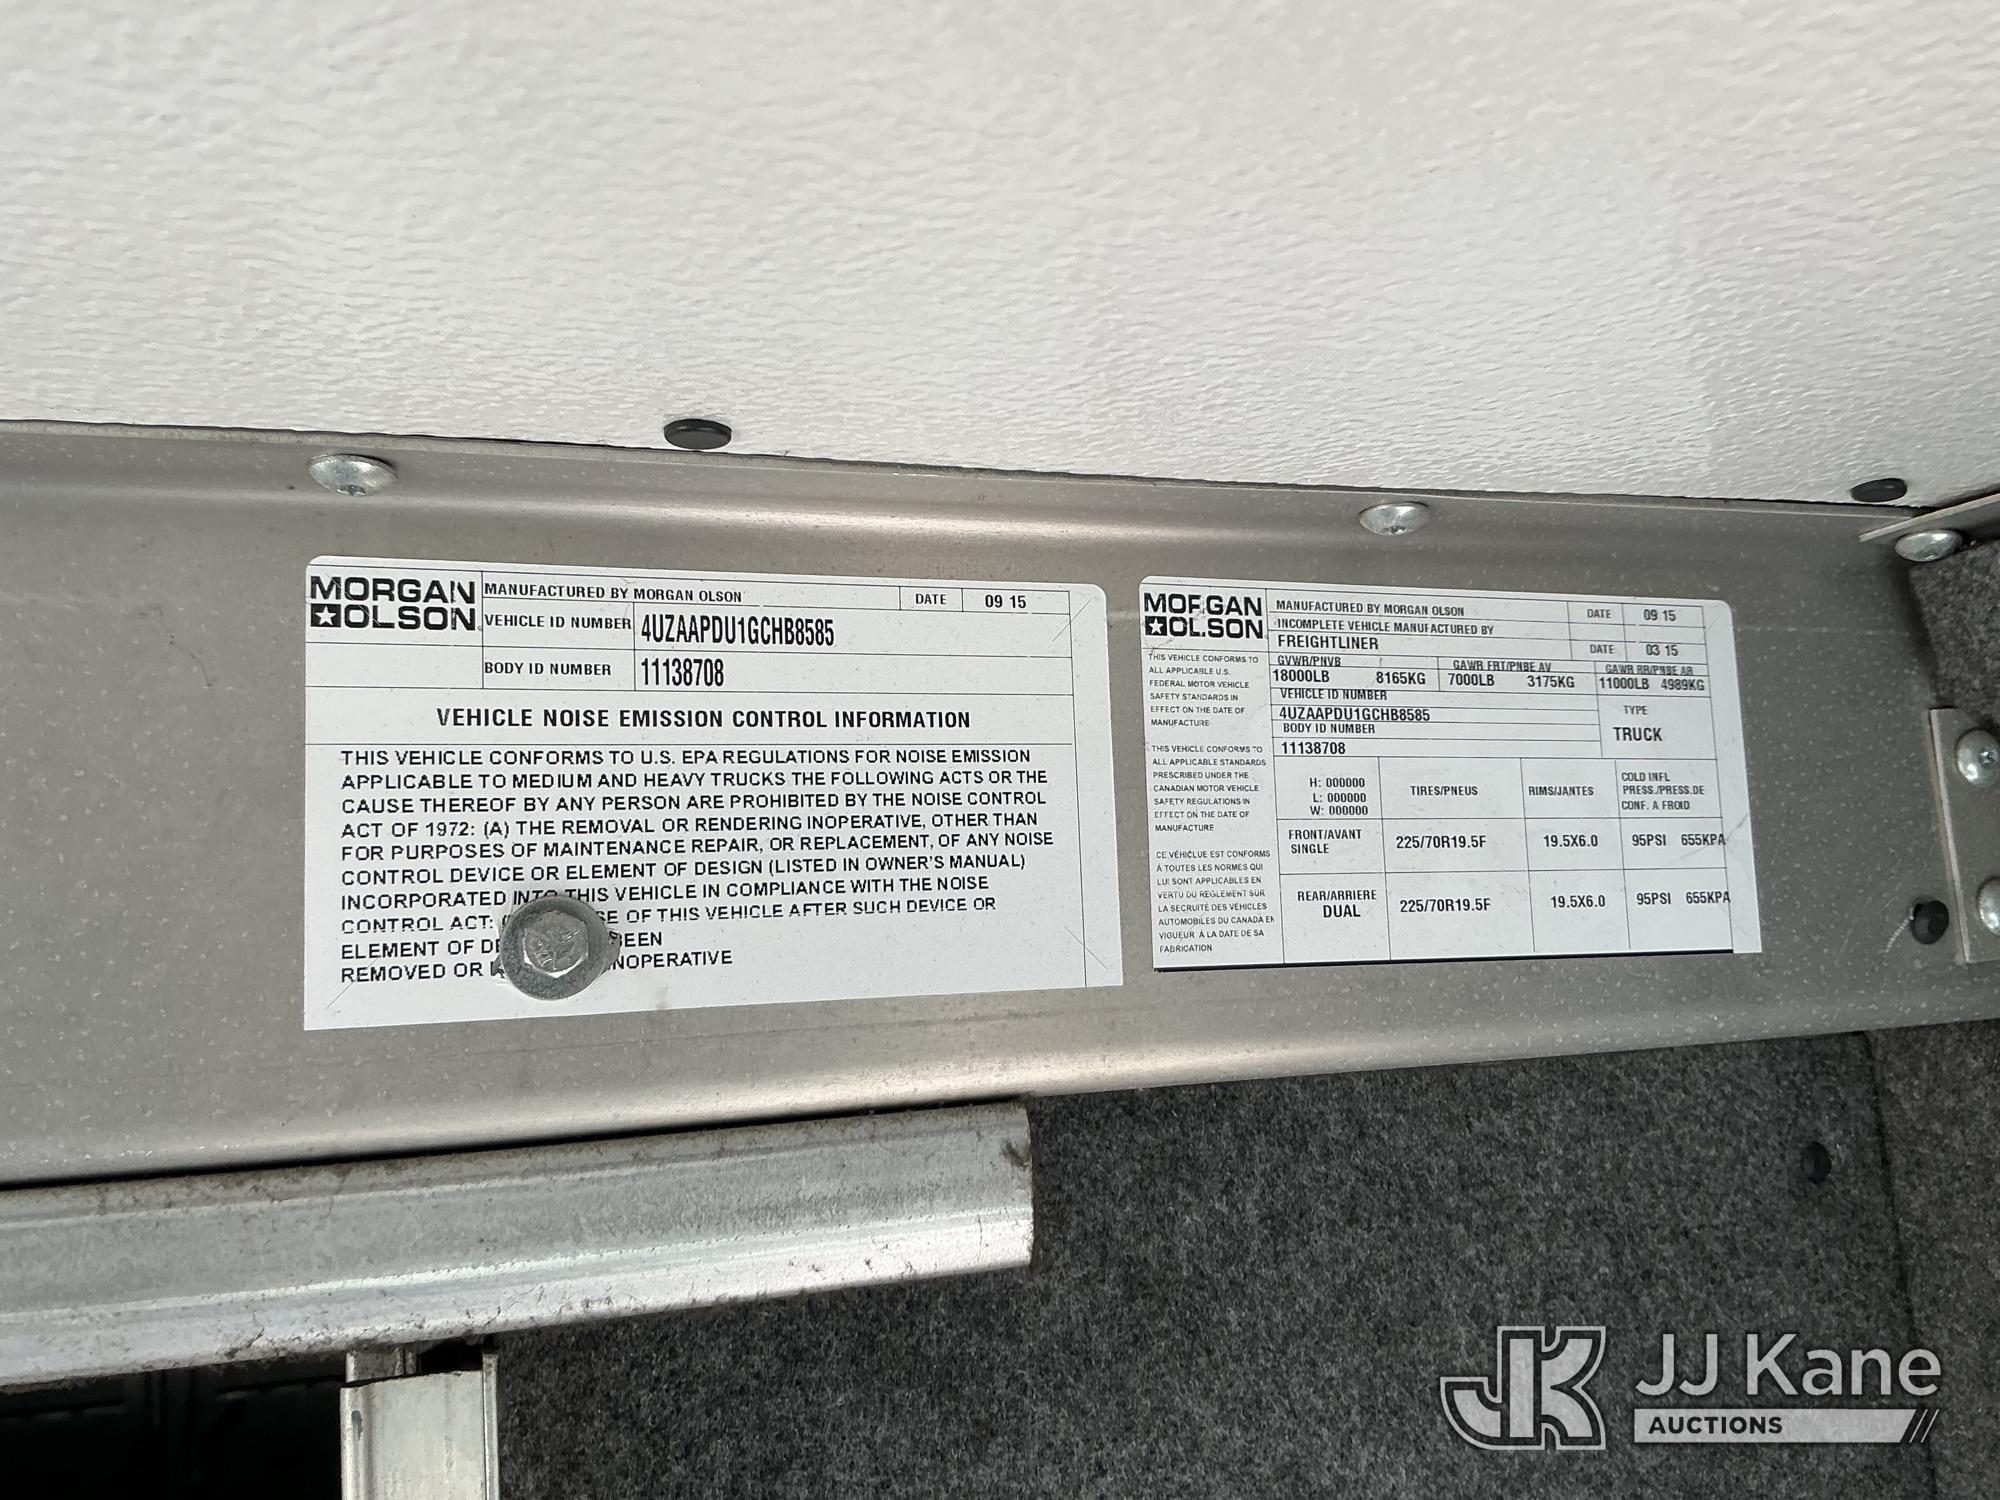 MORGAN
OLSON
MANUFACTURED BY MORGAN OLSON
DATE 09 15
VEHICLE ID NUMBER 4UZAAPDU1GCHB8585
BODY ID NUMBER 11138708
VEHICLE NOISE EMISSION CONTROL INFORMATION
THIS VEHICLE CONFORMS TO U.S. EPA REGULATIONS FOR NOISE EMISSION
APPLICABLE TO MEDIUM AND HEAVY TRUCKS THE FOLLOWING ACTS OR THE
CAUSE THEREOF BY ANY PERSON ARE PROHIBITED BY THE NOISE CONTROL
ACT OF 1972: (A) THE REMOVAL OR RENDERING INOPERATIVE, OTHER THAN
FOR PURPOSES OF MAINTENANCE REPAIR, OR REPLACEMENT, OF ANY NOISE
CONTROL DEVICE OR ELEMENT OF DESIGN (LISTED IN OWNER'S MANUAL)
INCORPORATED INTO THIS VEHICLE IN COMPLIANCE WITH THE NOISE
CONTROL ACT: OF THIS VEHICLE AFTER SUCH DEVICE OR
ELEMENT OF BEEN
REMOVED OR INOPERATIVE
MORGAN
OLSON
MANUFACTURED BY MORGAN OLSON
DATE 09 15
INCOMPLETE VEHICLE MANUFACTURED BY
FREIGHTLINER
DATE 03 15
GVWR/PNVB
18000LB 8165KG
GAWR FRT/PNBE AV
7000LB 3175KG
GAWR RR/PNBE AR
11000LB 4989KG
VEHICLE ID NUMBER
4UZAAPDU1GCHB8585
BODY ID NUMBER
11138708
TYPE
TRUCK
THIS VEHICLE CONFORMS TO
ALL APPLICABLE U.S.
FEDERAL MOTOR VEHICLE
SAFETY STANDARDS IN
EFFECT ON THE DATE OF
MANUFACTURE
THIS VEHICLE CONFORMS TO
ALL APPLICABLE STANDARDS
PRESCRIBED UNDER THE
CANADIAN MOTOR VEHICLE
SAFETY REGULATIONS IN
EFFECT ON THE DATE OF
MANUFACTURE
CE VÉHICLUE EST CONFORMS
À TOUTES LES NORMES QUI
LUI SONT APPLICABLES EN
VERTU DU REGLEMENT SUR
LA SECRUITÉ DES VÉHICLES
AUTOMOBILES DU CANADA EN
VIGUEUR À LA DATE DE SA
FABRICATION
H: 000000
L: 000000
W: 000000
TIRES/PNEUS
RIMS/JANTES
COLD INFL
PRESS./PRESS.DE
CONF. A FROID
FRONT/AVANT
SINGLE
225/70R19.5F 19.5X6.0 95PSI 655KPA
REAR/ARRIERE
DUAL
225/70R19.5F 19.5X6.0 95PSI 655KPA
JK JJ Kane
AUCTIONS